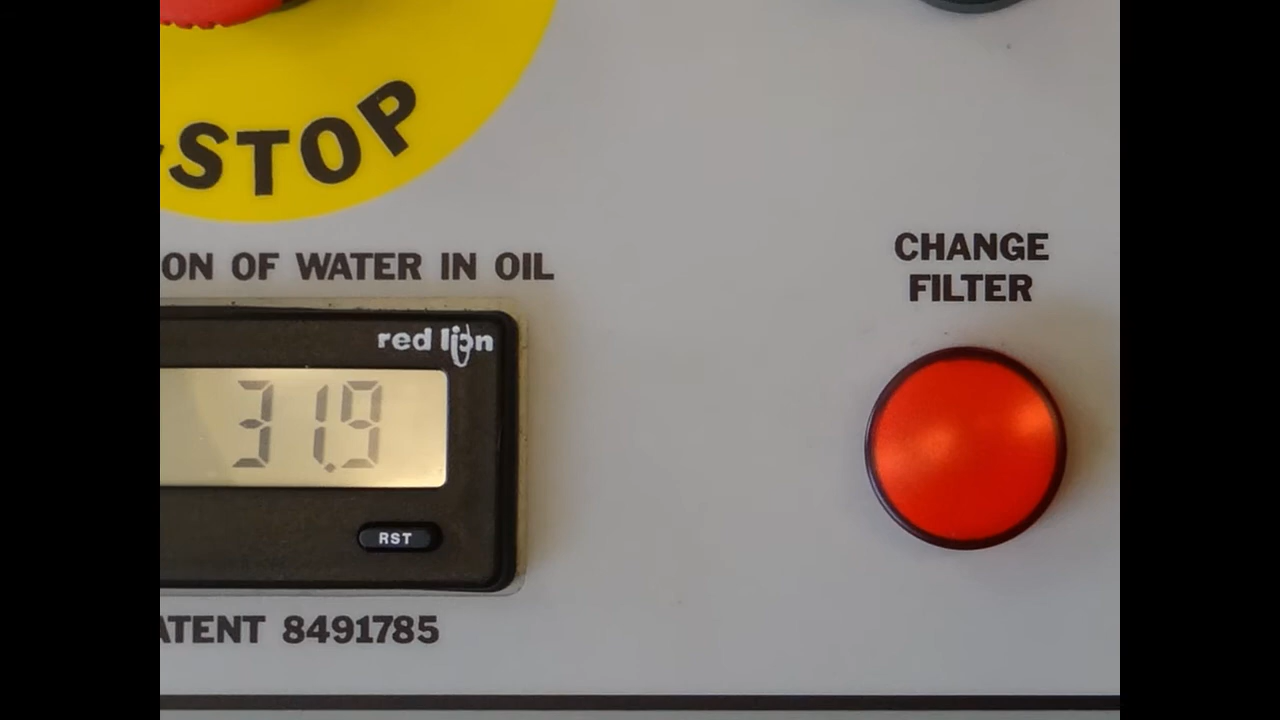 STOP
ON OF WATER IN OIL
CHANGE
FILTER
red lion
31.9
RST
ATENT 8491785